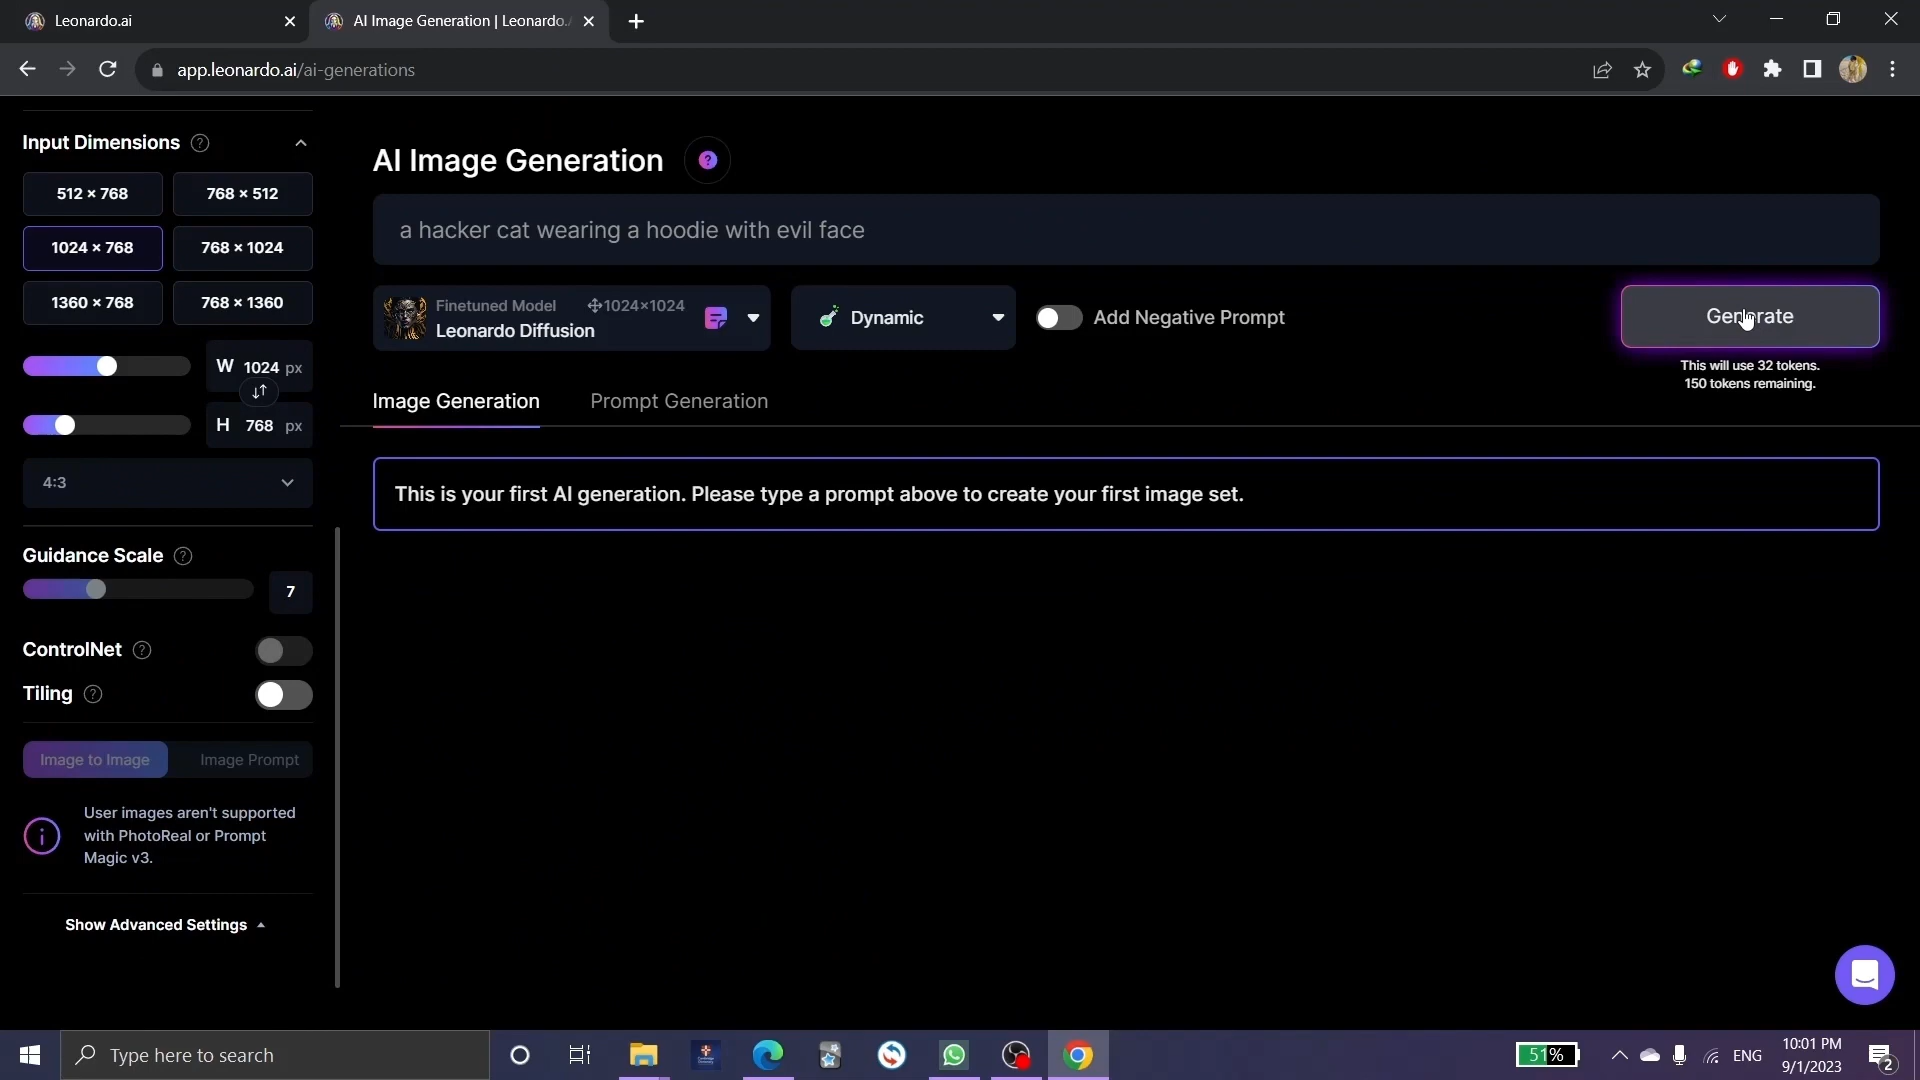 Leonardo.ai
AI Image Generation | Leonardo.
app.leonardo.ai/ai-generations
Input Dimensions
512 × 768
768 × 512
1024 × 768
768 × 1024
1360 × 768
768 × 1360
W 1024 px
H 768 px
4:3
Guidance Scale
7
ControlNet
Tiling
Image to Image
Image Prompt
User images aren't supported
with PhotoReal or Prompt
Magic v3.
Show Advanced Settings
AI Image Generation
a hacker cat wearing a hoodie with evil face
Finetuned Model 1024×1024
Leonardo Diffusion
Dynamic
Add Negative Prompt
Generate
This will use 32 tokens.
150 tokens remaining.
Image Generation
Prompt Generation
This is your first AI generation. Please type a prompt above to create your first image set.
Type here to search
51%
ENG
10:01 PM
9/1/2023
2